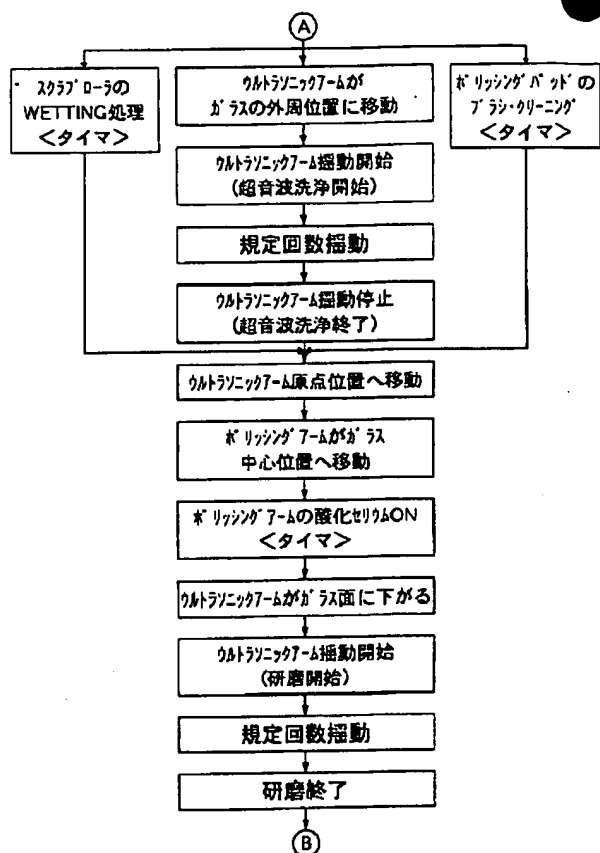 A
スクラブローラの
WETTING処理
＜タイマ＞
ウルトラソニックアームが
ガラスの外周位置に移動
ポリッシングパッドの
ブラシ・クリーニング
＜タイマ＞
ウルトラソニックアーム揺動開始
(超音波洗浄開始)
規定回数揺動
ウルトラソニックアーム揺動停止
(超音波洗浄終了)
ウルトラソニックアーム原点位置へ移動
ポリッシングアームがガラス
中心位置へ移動
ポリッシングアームの酸化セリウムON
＜タイマ＞
ウルトラソニックアームがガラス面に下がる
ウルトラソニックアーム揺動開始
(研磨開始)
規定回数揺動
研磨終了
B